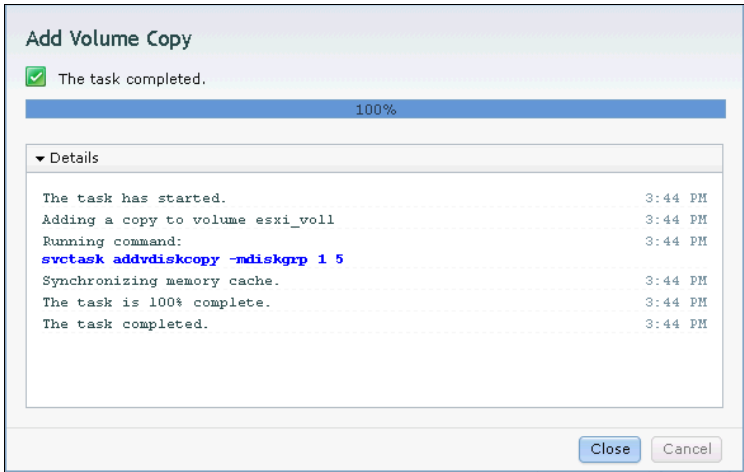 Add Volume Copy
The task completed.
100%
Details
The task has started. 3:44 PM
Adding a copy to volume esxi_vol1 3:44 PM
Running command: 3:44 PM
svctask addvdiskcopy -mdiskgrp 1 5
Synchronizing memory cache. 3:44 PM
The task is 100% complete. 3:44 PM
The task completed. 3:44 PM
Close Cancel